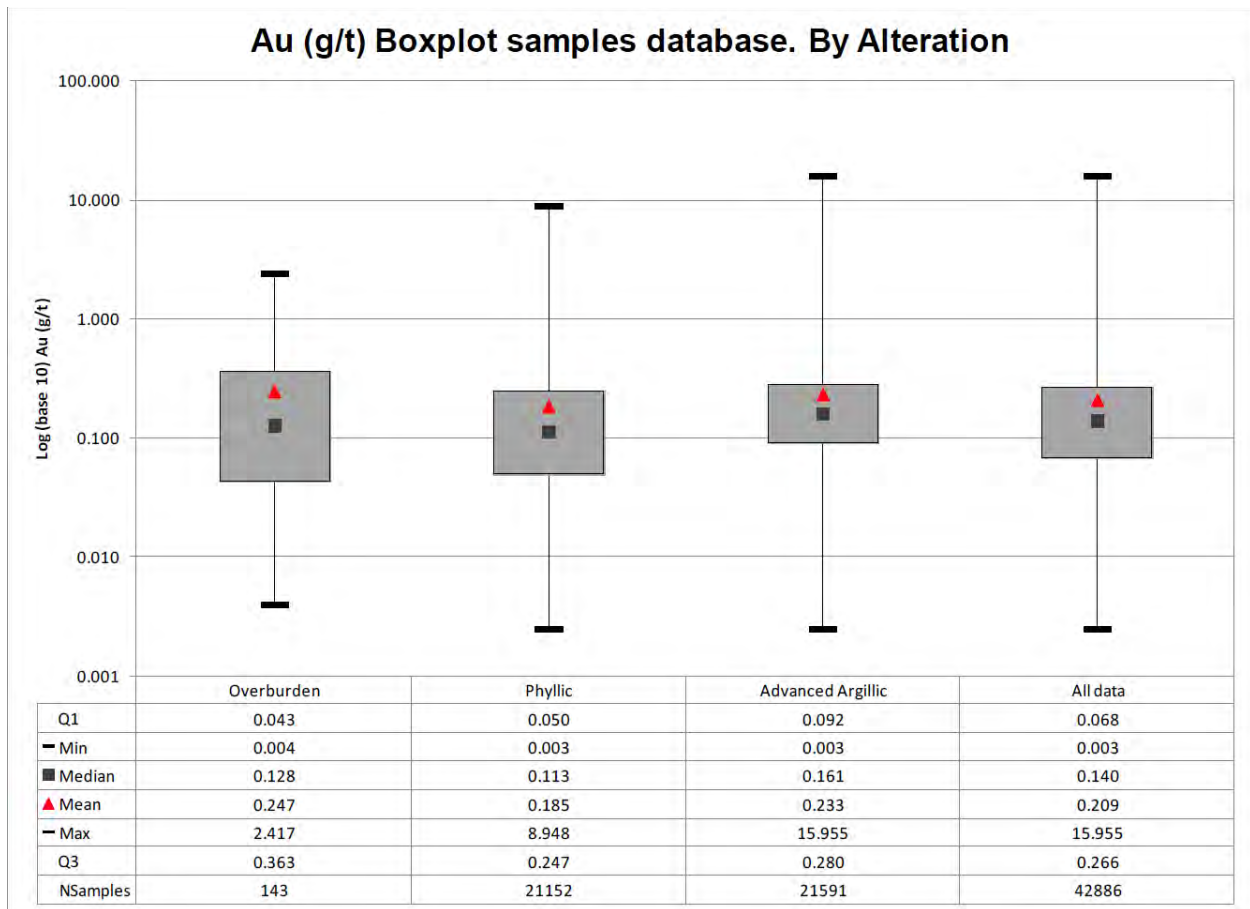 Au (g/t) Boxplot samples database. By Alteration
100.000
10.000
1.000
0.100
0.010
0.001
Log (base 10) Au (g/t)
Overburden Phyllic Advanced Argillic All data
Q1 0.043 0.050 0.092 0.068
Min 0.004 0.003 0.003 0.003
Median 0.128 0.113 0.161 0.140
Mean 0.247 0.185 0.233 0.209
Max 2.417 8.948 15.955 15.955
Q3 0.363 0.247 0.280 0.266
NSamples 143 21152 21591 42886